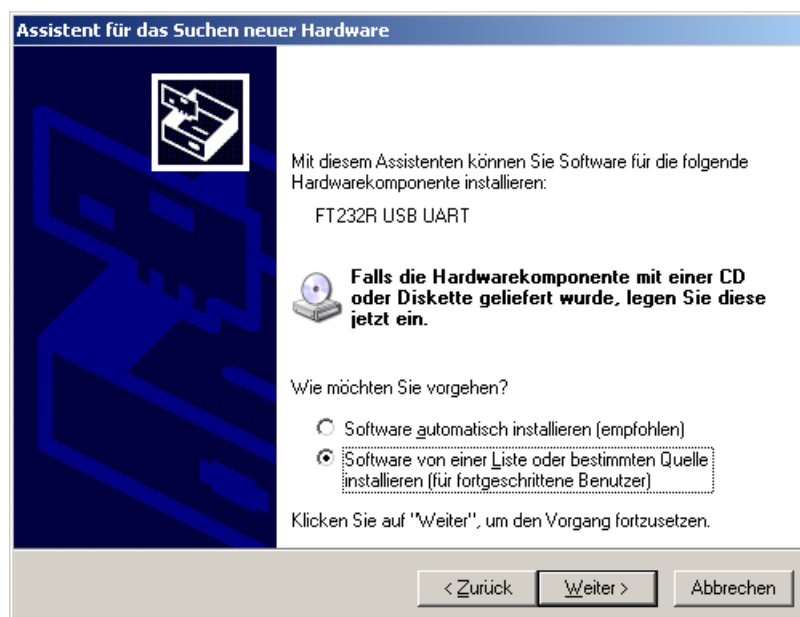 Assistent für das Suchen neuer Hardware
Mit diesem Assistenten können Sie Software für die folgende
Hardwarekomponente installieren:
FT232R USB UART
Falls die Hardwarekomponente mit einer CD
oder Diskette geliefert wurde, legen Sie diese
jetzt ein.
Wie möchten Sie vorgehen?
Software automatisch installieren (empfohlen)
Software von einer Liste oder bestimmten Quelle
installieren (für fortgeschrittene Benutzer)
Klicken Sie auf "Weiter", um den Vorgang fortzusetzen.
< Zurück Weiter > Abbrechen